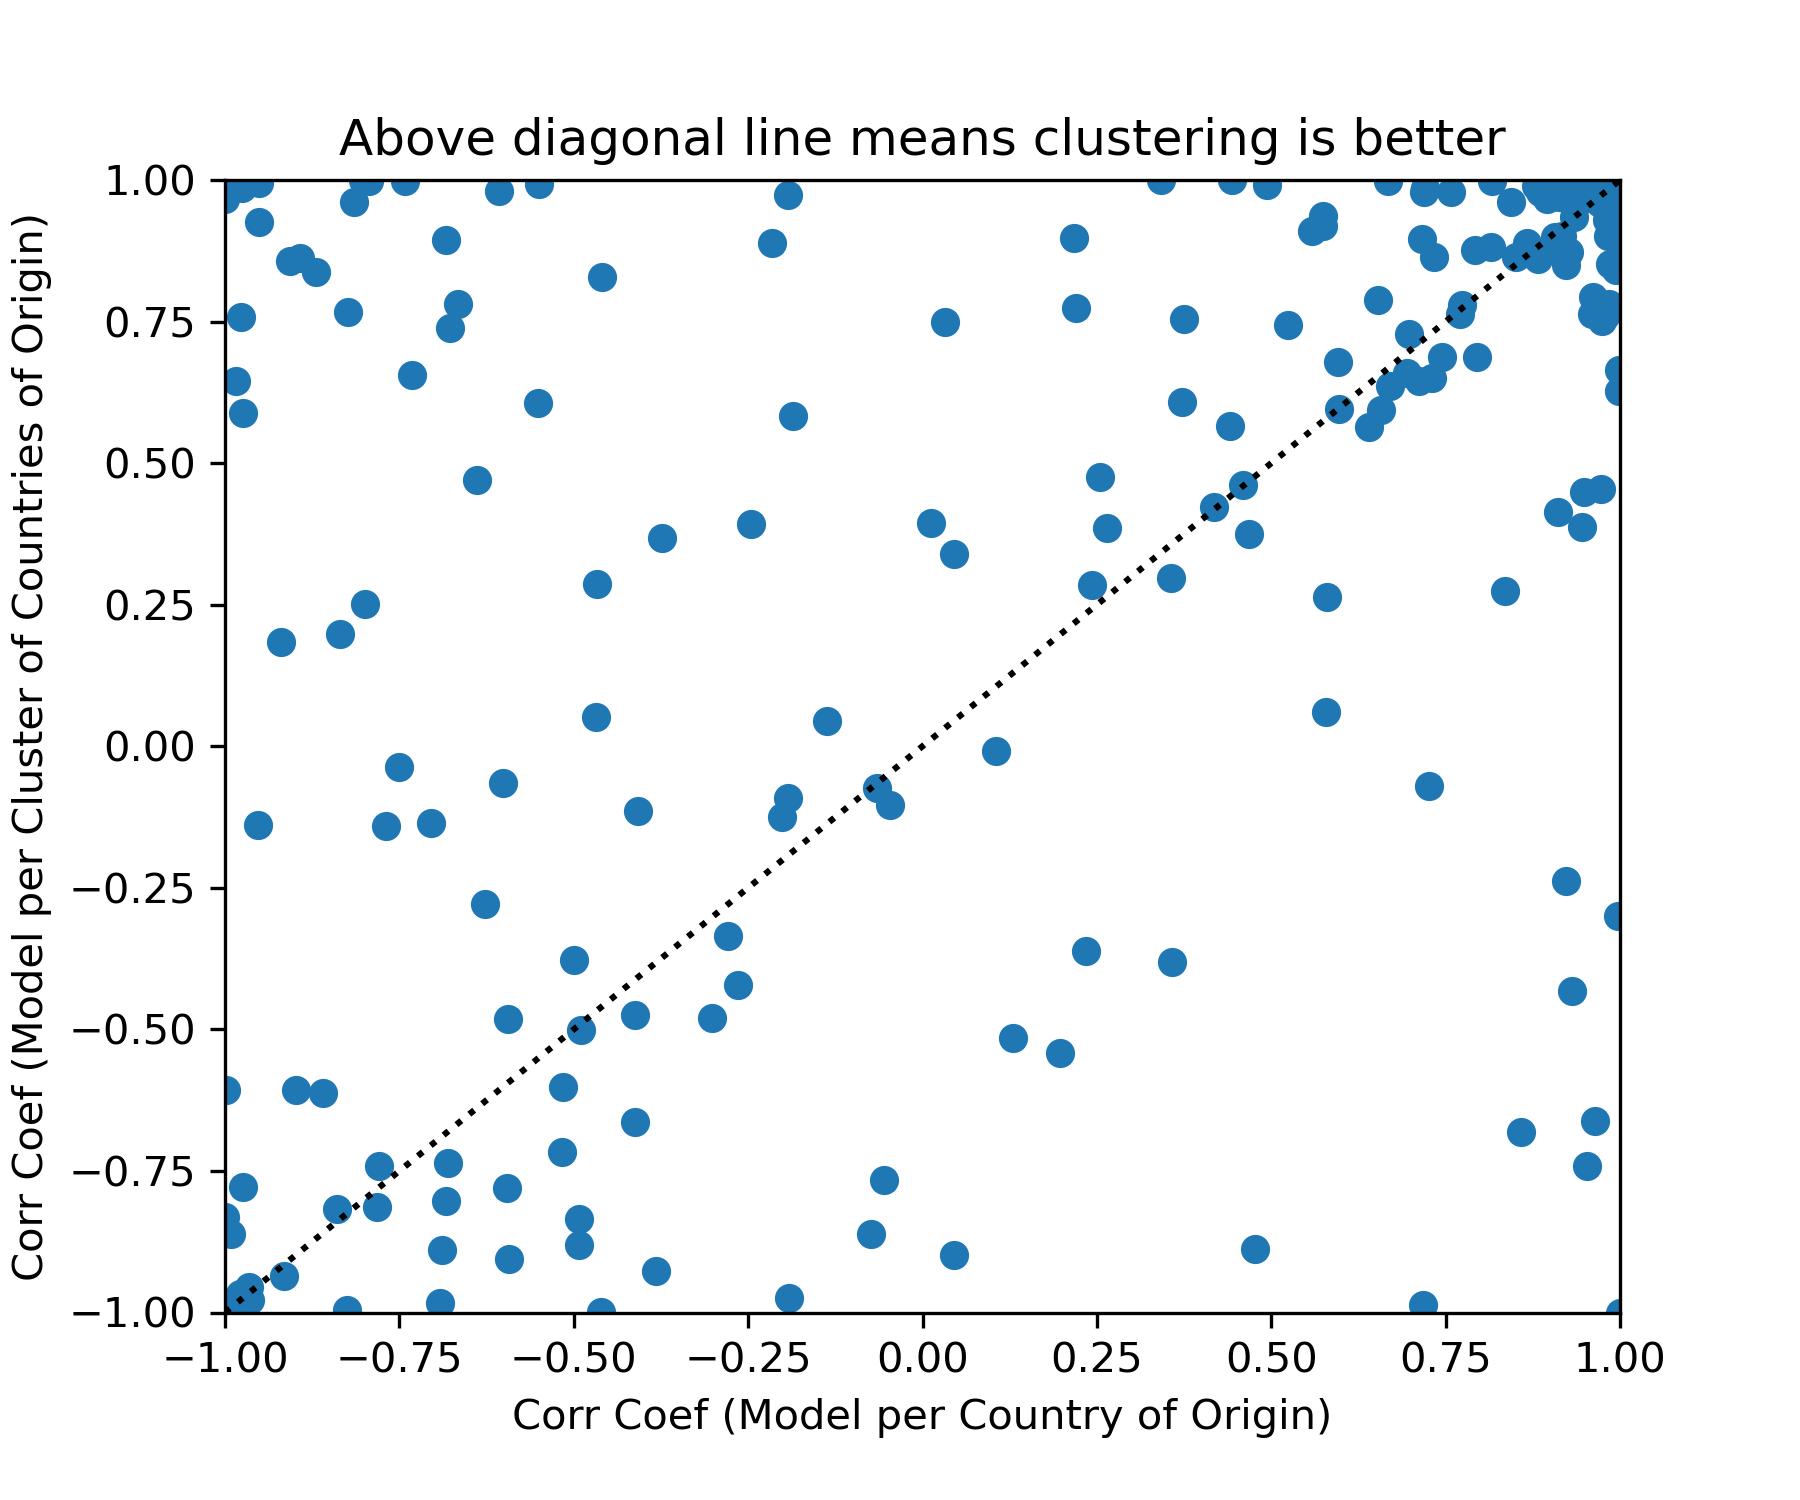 Above diagonal line means clustering is better
Corr Coef (Model per Cluster of Countries of Origin)
1.00
0.75
0.50
0.25
0.00
−0.25
−0.50
−0.75
−1.00
−1.00 −0.75 −0.50 −0.25 0.00 0.25 0.50 0.75 1.00
Corr Coef (Model per Country of Origin)